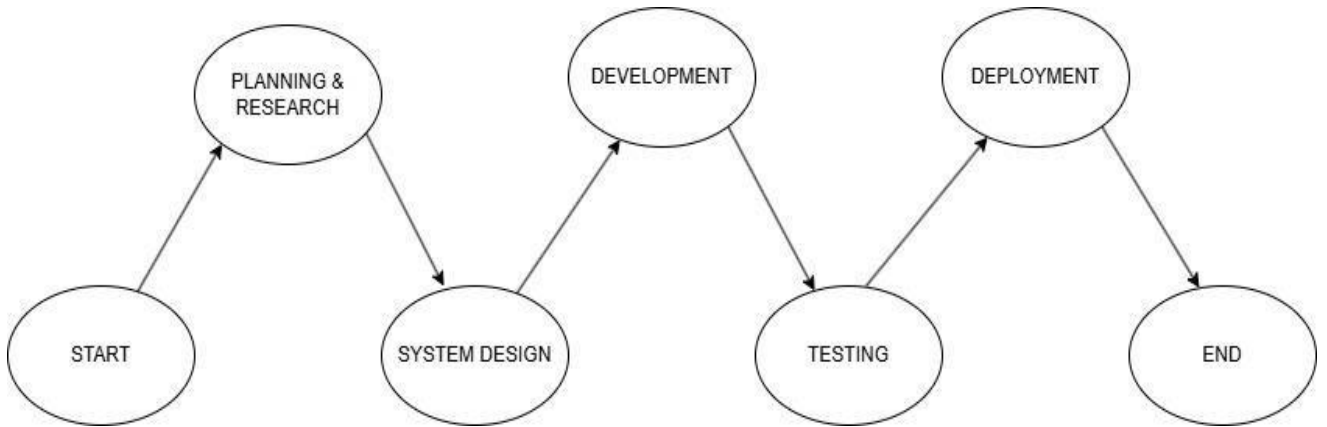 START
PLANNING &
RESEARCH
SYSTEM DESIGN
DEVELOPMENT
TESTING
DEPLOYMENT
END